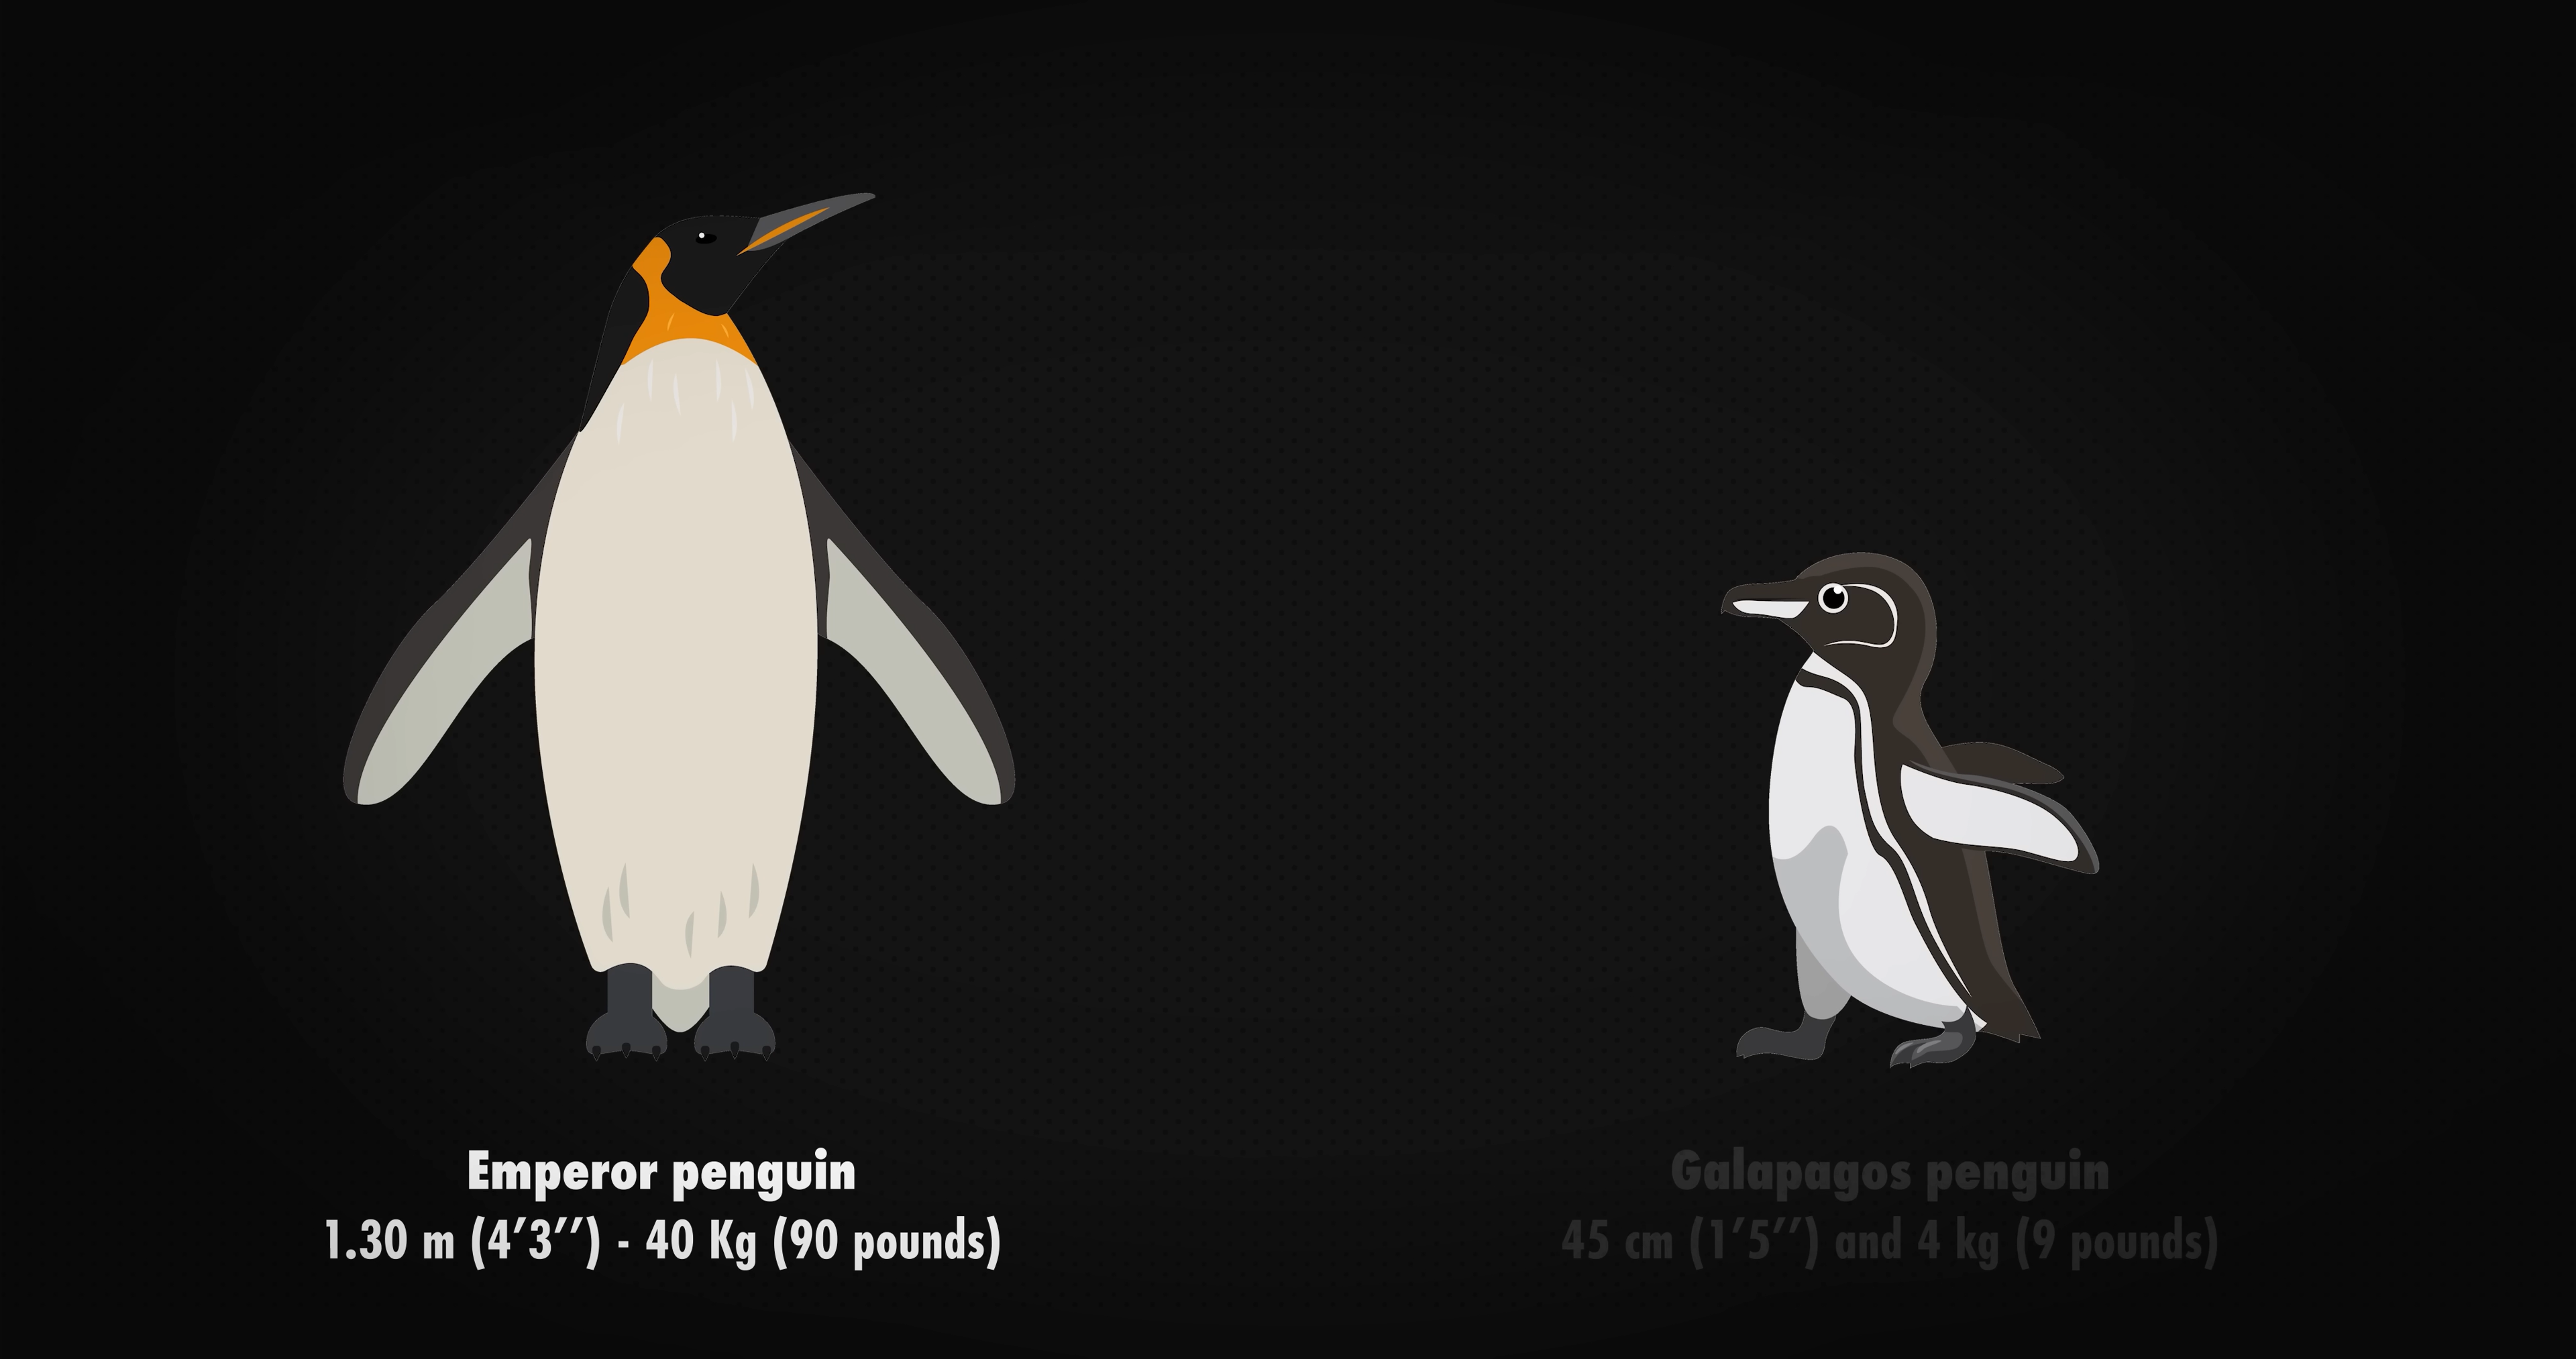 Emperor penguin
1.30 m (4′3′′) - 40 Kg (90 pounds)
Galapagos penguin
45 cm (1′5′′) and 4 kg (9 pounds)